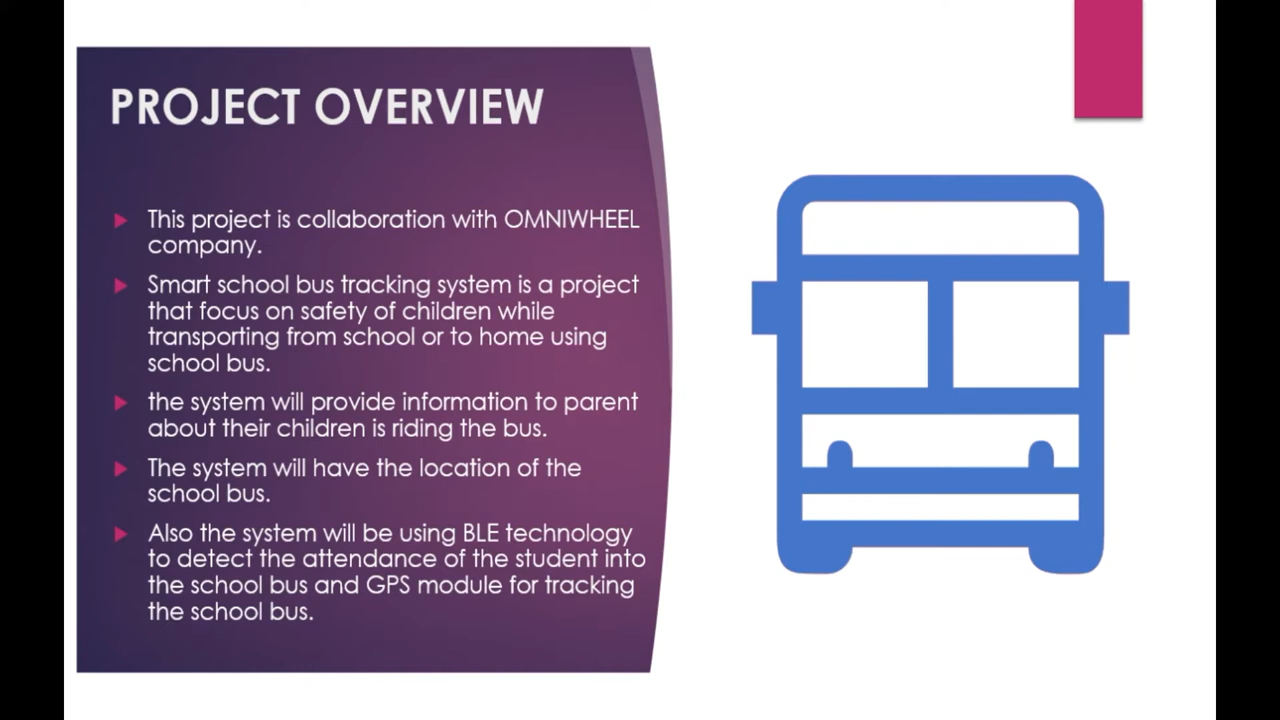 PROJECT OVERVIEW
This project is collaboration with OMNIWHEEL
company.
Smart school bus tracking system is a project
that focus on safety of children while
transporting from school or to home using
school bus.
the system will provide information to parent
about their children is riding the bus.
The system will have the location of the
school bus.
Also the system will be using BLE technology
to detect the attendance of the student into
the school bus and GPS module for tracking
the school bus.